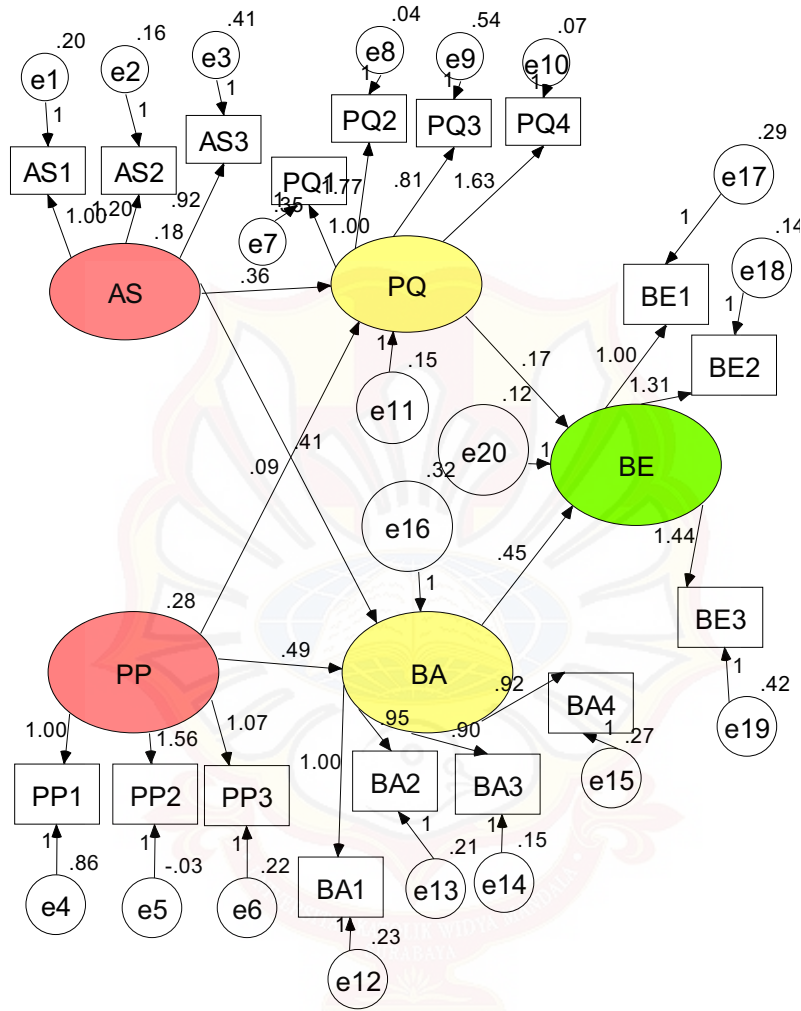 .04
.54
.07
.20
.16
.41
e8
e9
e10
e1
e2
e3
1
1
1
1
1
1
PQ2
PQ3
PQ4
AS1
AS2
AS3
.29
e17
PQ1
1.77
.81
1.63
1.00
1.20
.92
1
.35
e7
1.00
.18
1
.14
e18
AS
.36
PQ
BE1
1
1
.15
.17
1.00
BE2
e11
.12
1.31
.41
e20
1
BE
.09
.32
e16
1.44
.45
1
.28
BE3
PP
.49
BA
.92
1
BA4
.42
e19
1.00
1.56
1.07
.95
.90
1
.27
1.00
e15
PP1
PP2
PP3
BA2
BA3
1
1
1
1
1
.86
-.03
.22
.21
.15
e4
e5
e6
BA1
e13
e14
1
.23
e12
WIDYA
SURABAYA